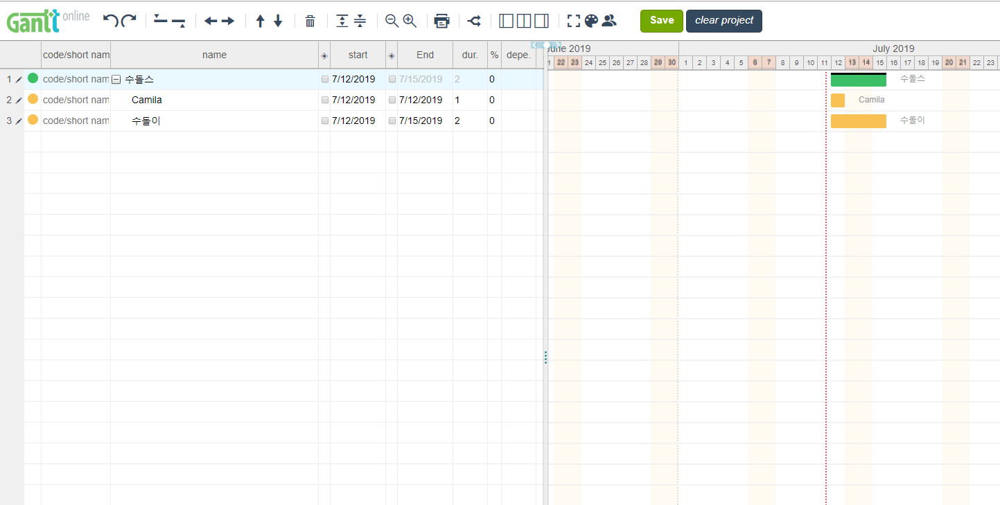 Gantt online
Save
clear project
code/short nam name start End dur. % depe.
June 2019 July 2019
1 22 23 24 25 26 27 28 29 30 1 2 3 4 5 6 7 8 9 10 11 12 13 14 15 16 17 18 19 20 21 22 23
1 code/short nam 수돌스 7/12/2019 7/15/2019 2 0 수돌스
2 code/short nam Camila 7/12/2019 7/12/2019 1 0 Camila
3 code/short nam 수돌이 7/12/2019 7/15/2019 2 0 수돌이